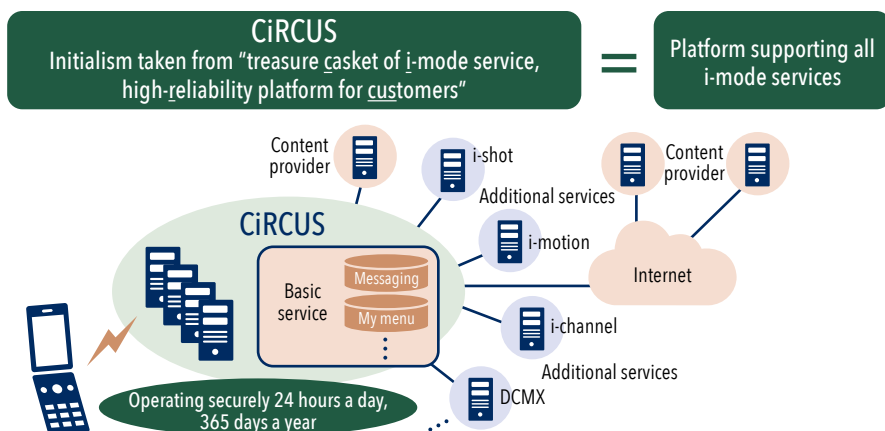 CiRCUS
Initialism taken from “treasure casket of i-mode service,
high-reliability platform for customers”
=
Platform supporting all
i-mode services
Content
provider
i-shot
Content
provider
Additional services
CiRCUS
i-motion
Messaging
Basic
service
My menu
Internet
i-channel
Additional services
DCMX
Operating securely 24 hours a day,
365 days a year